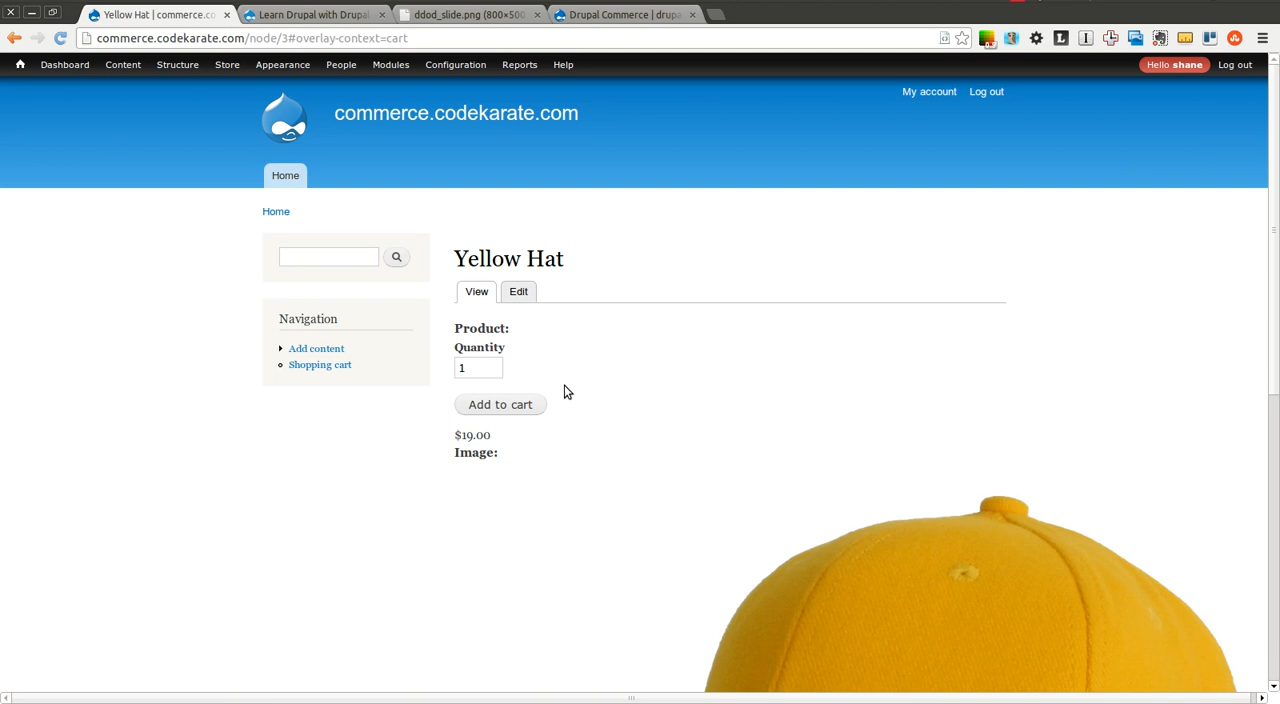 Yellow Hat | commerce.co
Learn Drupal with Drupal
ddod_slide.png (800×500
Drupal Commerce | drupa
commerce.codekarate.com/node/3#overlay-context=cart
Dashboard Content Structure Store Appearance People Modules Configuration Reports Help
Hello shane Log out
My account Log out
commerce.codekarate.com
Home
Home
Yellow Hat
View Edit
Navigation
Add content
Shopping cart
Product:
Quantity
1
Add to cart
$19.00
Image: